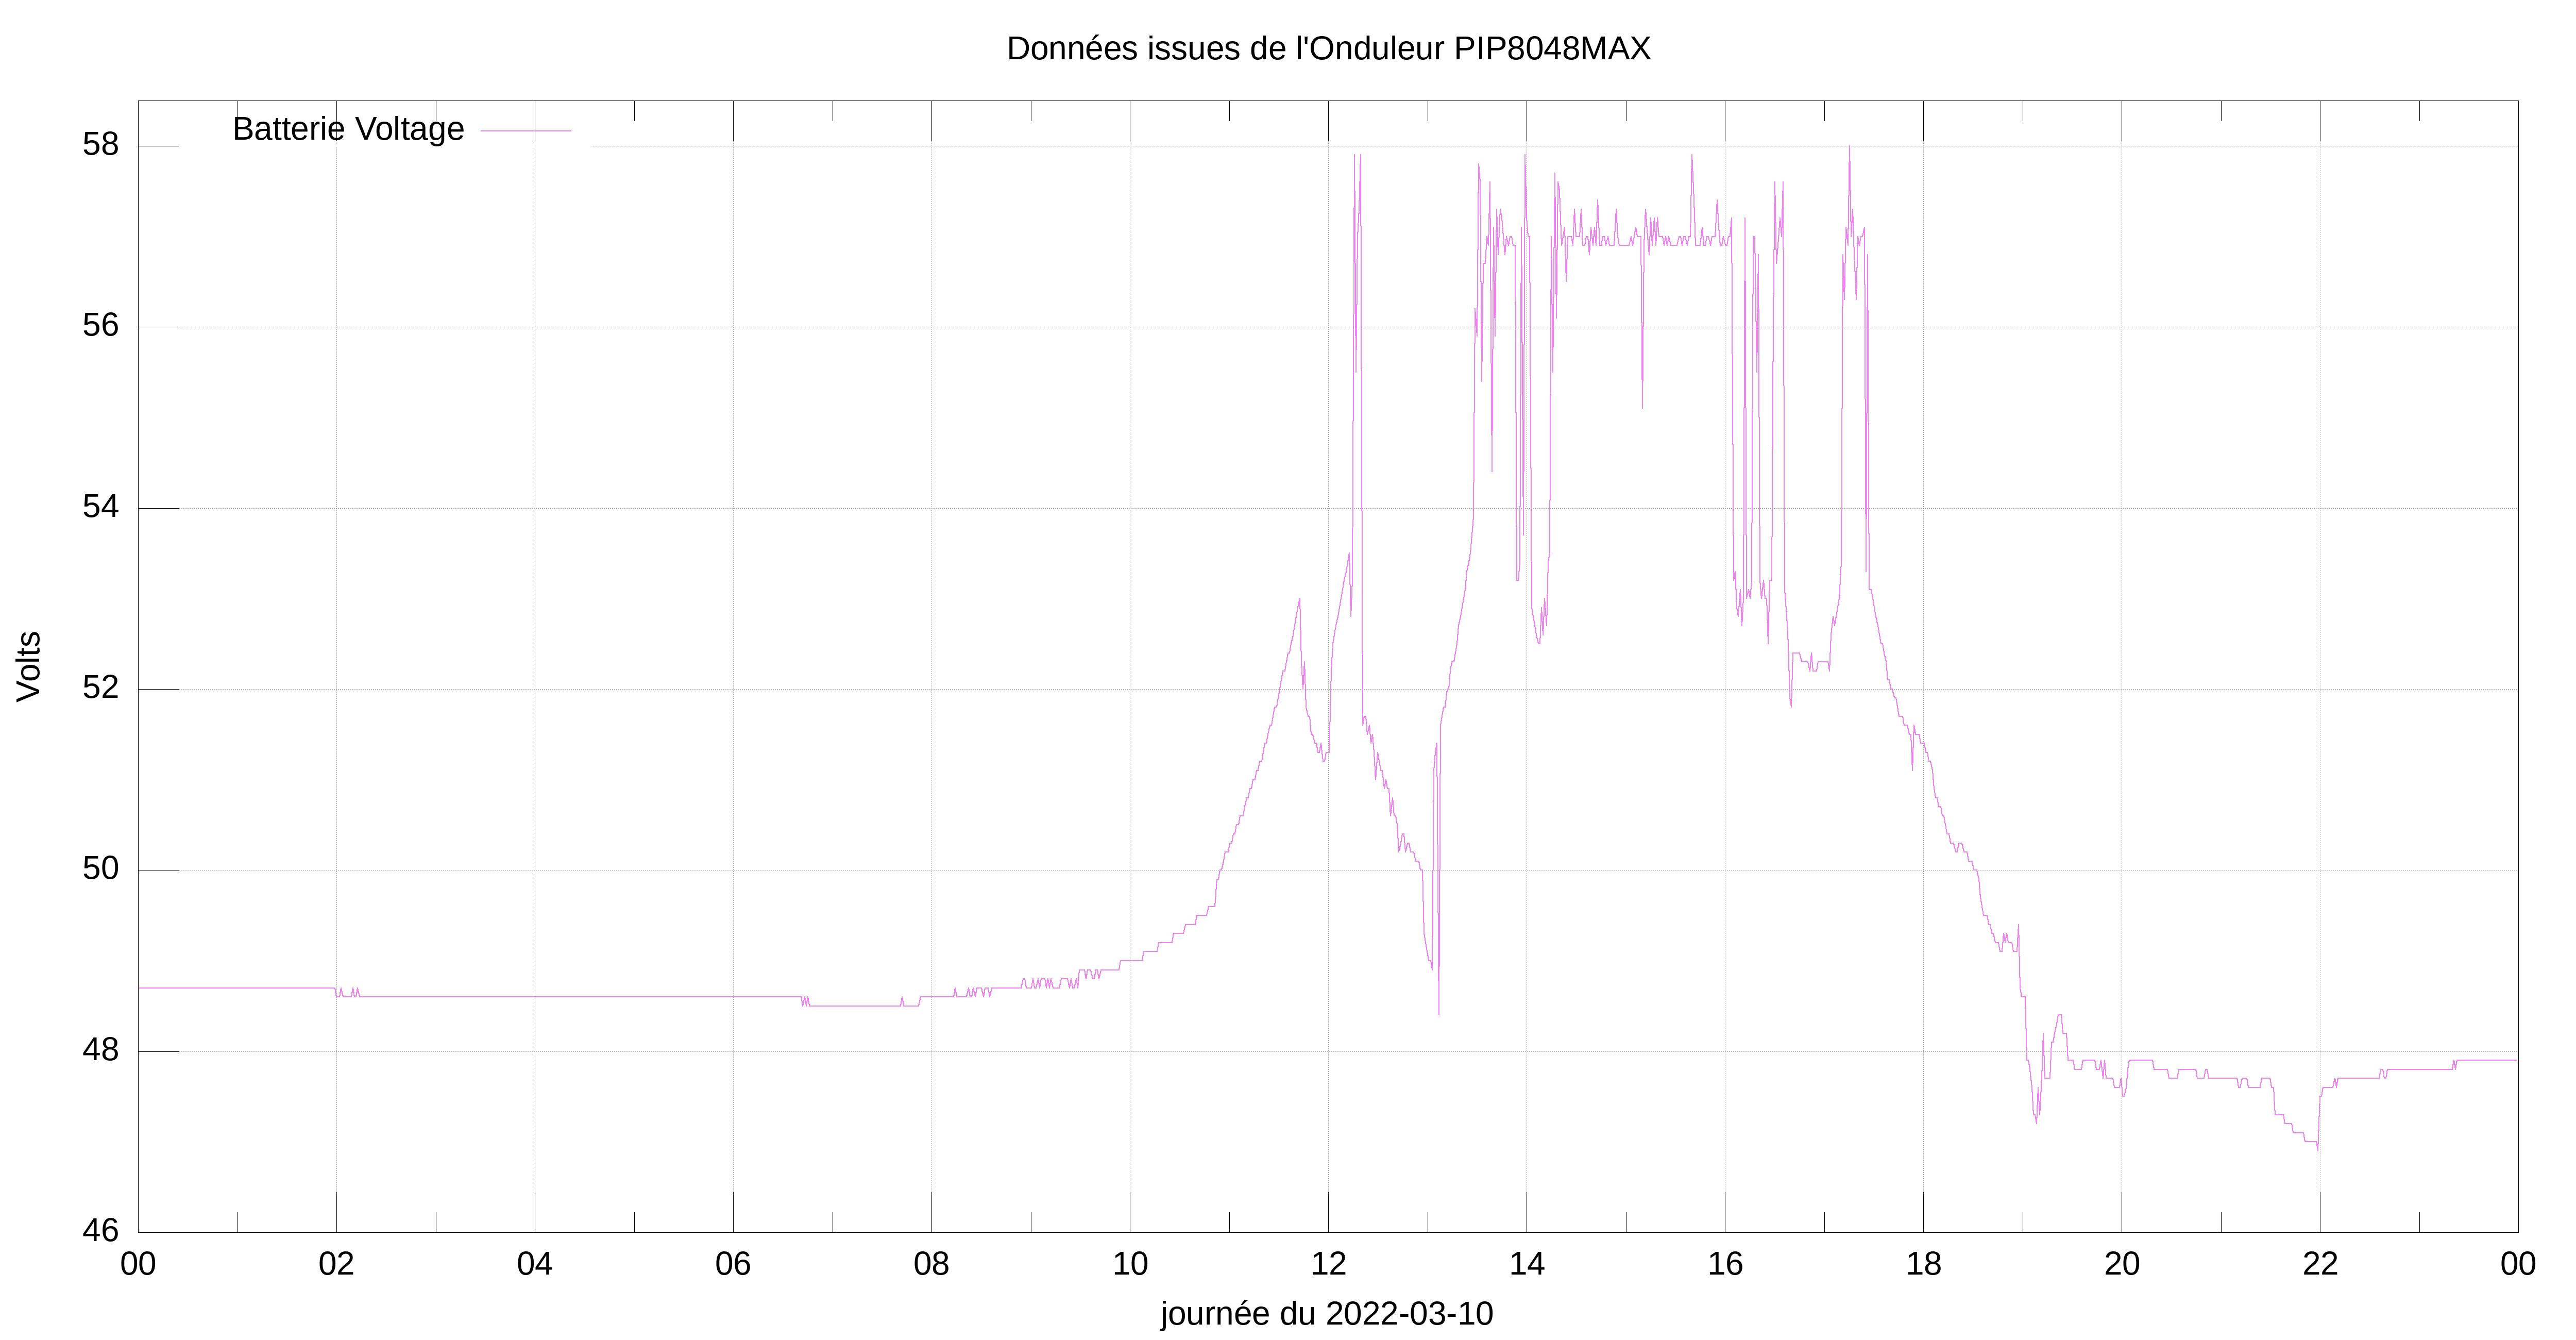 Données issues de l'Onduleur PIP8048MAX
Batterie Voltage
58
56
54
52
50
48
46
Volts
00 02 04 06 08 10 12 14 16 18 20 22 00
journée du 2022-03-10